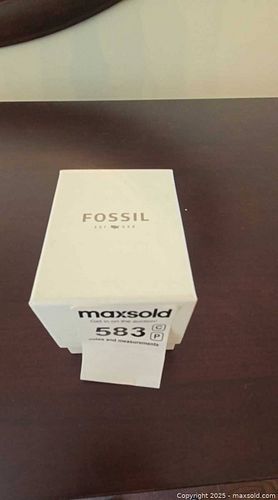 FOSSIL
maxsold
583
C
P
notes and measurements
Copyright © 2025 - maxsold.com